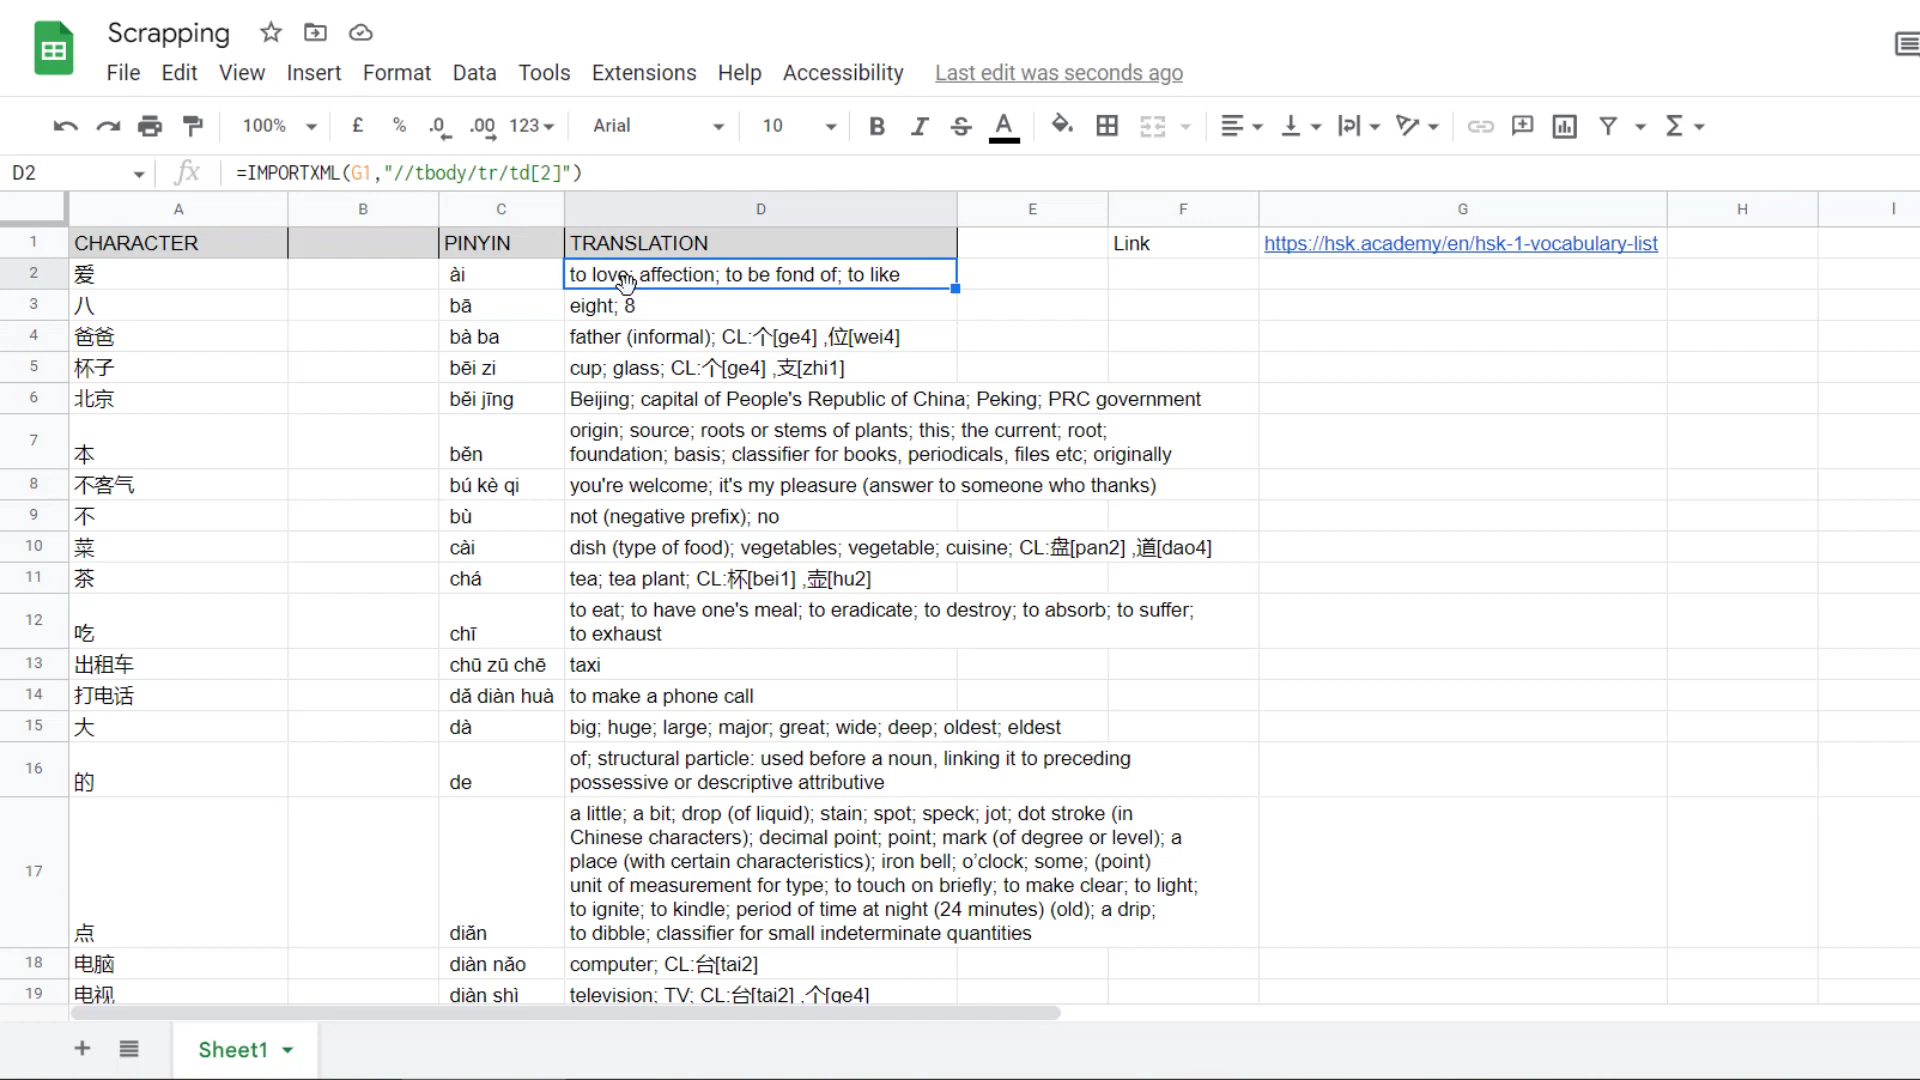 Scrapping
File Edit View Insert Format Data Tools Extensions Help Accessibility Last edit was seconds ago
100% £ % .0 .00 123 Arial 10 B I S A Σ
D2 fx =IMPORTXML(G1,"//tbody/tr/td[2]")
A B C D E F G H I
1 CHARACTER PINYIN TRANSLATION Link https://hsk.academy/en/hsk-1-vocabulary-list
2 爱 ài to love; affection; to be fond of; to like
3 八 bā eight; 8
4 爸爸 bà ba father (informal); CL:个[ge4] ,位[wei4]
5 杯子 bēi zi cup; glass; CL:个[ge4] ,支[zhi1]
6 北京 běi jīng Beijing; capital of People's Republic of China; Peking; PRC government
7 本 běn origin; source; roots or stems of plants; this; the current; root;
foundation; basis; classifier for books, periodicals, files etc; originally
8 不客气 bú kè qi you're welcome; it's my pleasure (answer to someone who thanks)
9 不 bù not (negative prefix); no
10 菜 cài dish (type of food); vegetables; vegetable; cuisine; CL:盘[pan2] ,道[dao4]
11 茶 chá tea; tea plant; CL:杯[bei1] ,壶[hu2]
12 吃 chī to eat; to have one's meal; to eradicate; to destroy; to absorb; to suffer;
to exhaust
13 出租车 chū zū chē taxi
14 打电话 dǎ diàn huà to make a phone call
15 大 dà big; huge; large; major; great; wide; deep; oldest; eldest
16 的 de of; structural particle: used before a noun, linking it to preceding
possessive or descriptive attributive
17 点 diǎn a little; a bit; drop (of liquid); stain; spot; speck; jot; dot stroke (in
Chinese characters); decimal point; point; mark (of degree or level); a
place (with certain characteristics); iron bell; o’clock; some; (point)
unit of measurement for type; to touch on briefly; to make clear; to light;
to ignite; to kindle; period of time at night (24 minutes) (old); a drip;
to dibble; classifier for small indeterminate quantities
18 电脑 diàn nǎo computer; CL:台[tai2]
19 电视 diàn shì television; TV; CL:台[tai2] ,个[ge4]
Sheet1